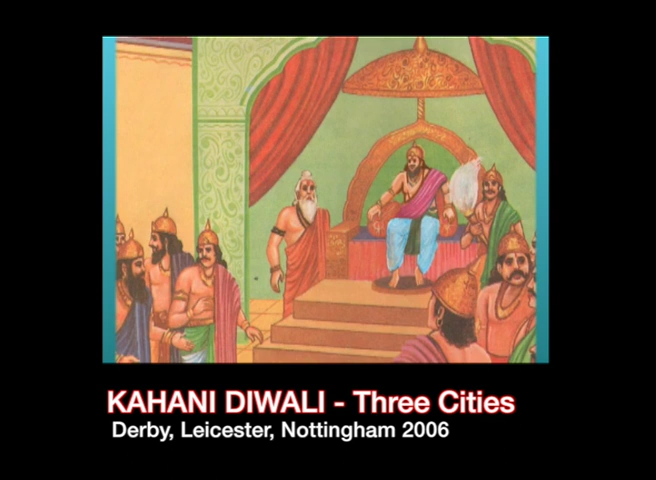 KAHANI DIWALI - Three Cities
Derby, Leicester, Nottingham 2006